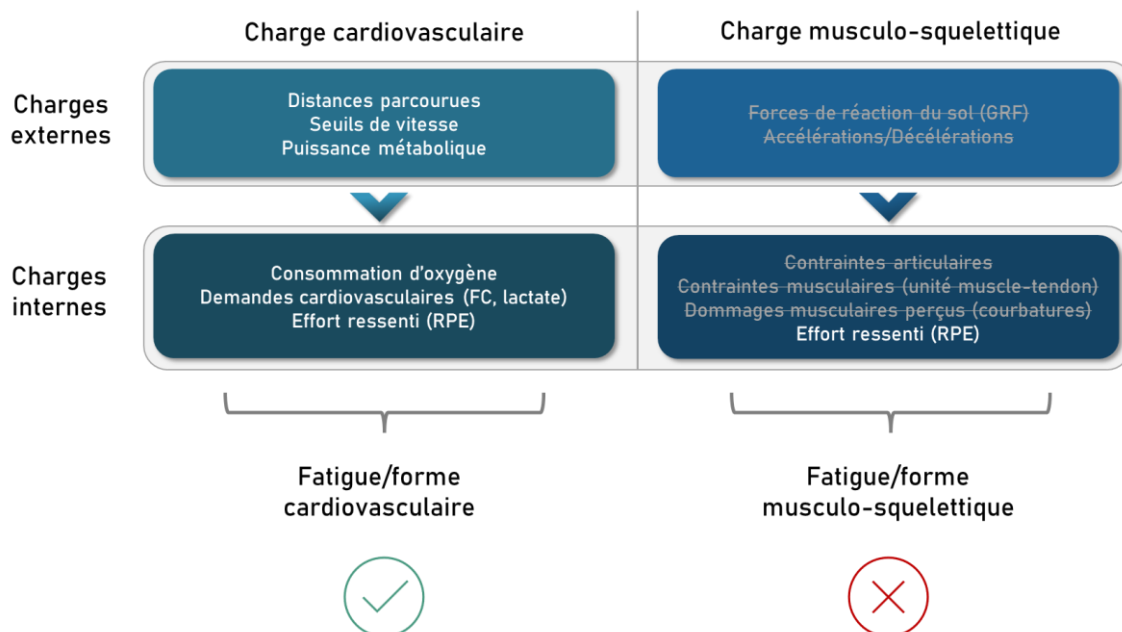 Charge cardiovasculaire
Charge musculo-squelettique
Charges
externes
Distances parcourues
Seuils de vitesse
Puissance métabolique
Forces de réaction du sol (GRF)
Accélérations/Décélérations
Charges
internes
Consommation d'oxygène
Demandes cardiovasculaires (FC, lactate)
Effort ressenti (RPE)
Contraintes articulaires
Contraintes musculaires (unité muscle-tendon)
Dommages musculaires perçus (courbatures)
Effort ressenti (RPE)
Fatigue/forme
cardiovasculaire
Fatigue/forme
musculo-squelettique